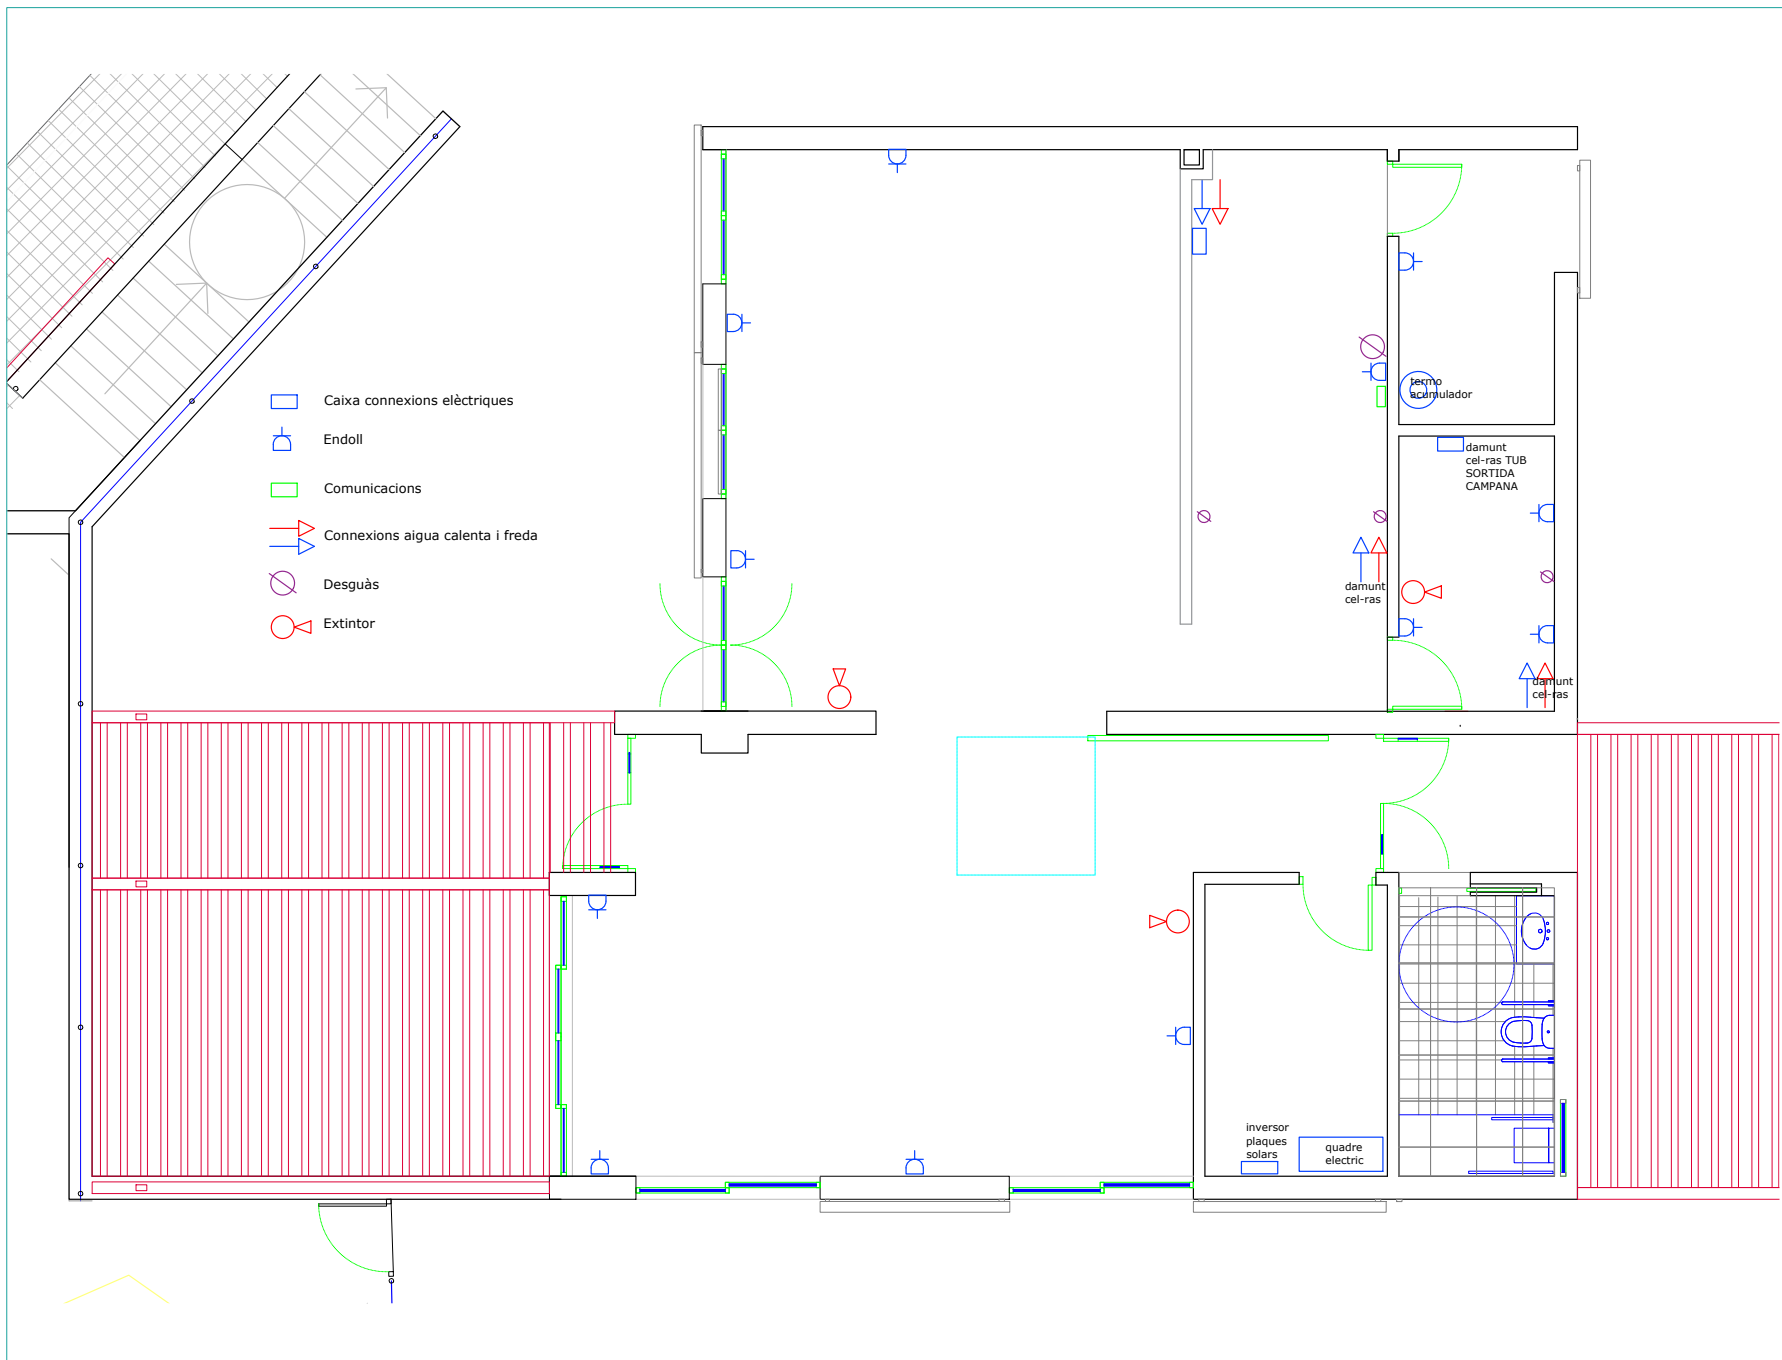 Caixa connexions elèctriques
Endoll
Comunicacions
Connexions aigua calenta i freda
Desguàs
Extintor
termo
acumulador
damunt
cel-ras TUB
SORTIDA
CAMPANA
damunt
cel-ras
damunt
cel-ras
inversor
plaques
solars
quadre
electric